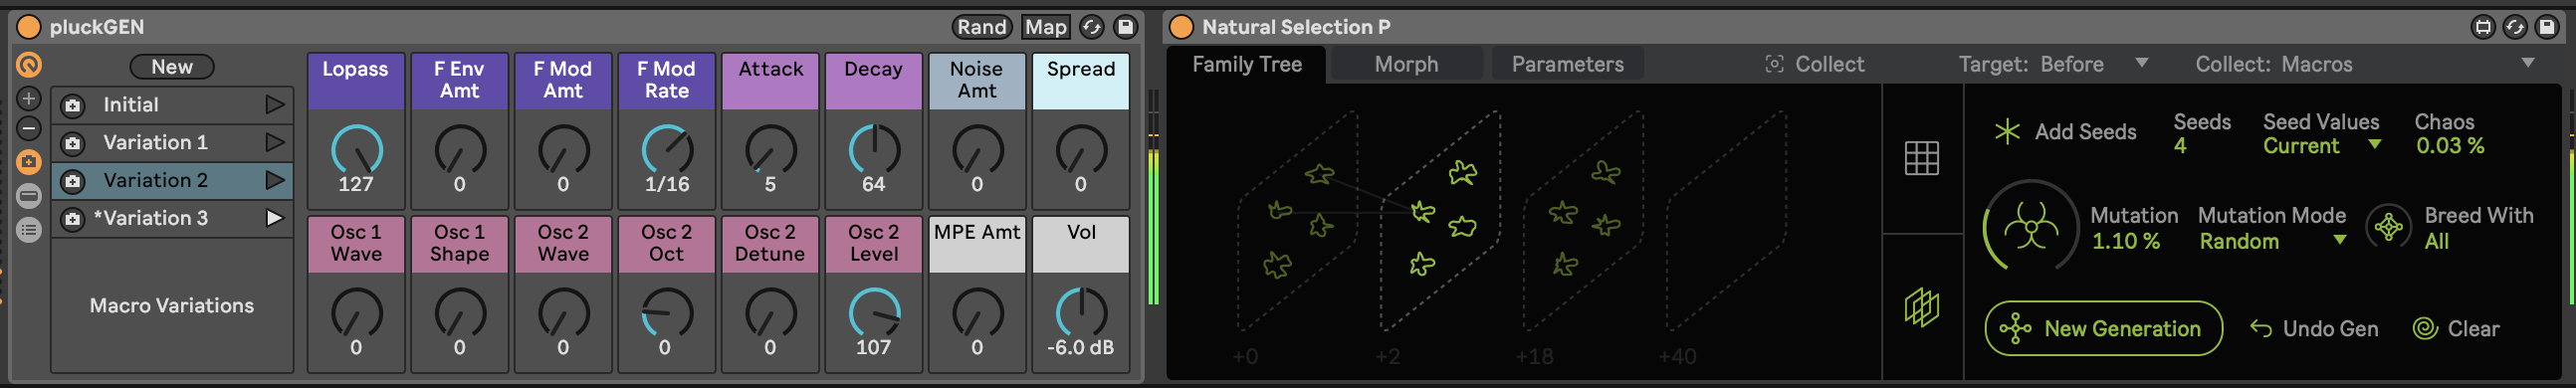 pluckGEN
Rand
Map
New
Initial
Variation 1
Variation 2
*Variation 3
Macro Variations
Lopass
127
F Env
Amt
0
F Mod
Amt
0
F Mod
Rate
1/16
Attack
5
Decay
64
Noise
Amt
0
Spread
0
Osc 1
Wave
0
Osc 1
Shape
0
Osc 2
Wave
0
Osc 2
Oct
0
Osc 2
Detune
0
Osc 2
Level
107
MPE Amt
0
Vol
-6.0 dB
Natural Selection P
Family Tree
Morph
Parameters
Collect
Target: Before
Collect: Macros
+0
+2
+18
+40
Add Seeds
Seeds
4
Seed Values
Current
Chaos
0.03 %
Mutation
1.10 %
Mutation Mode
Random
Breed With
All
New Generation
Undo Gen
Clear